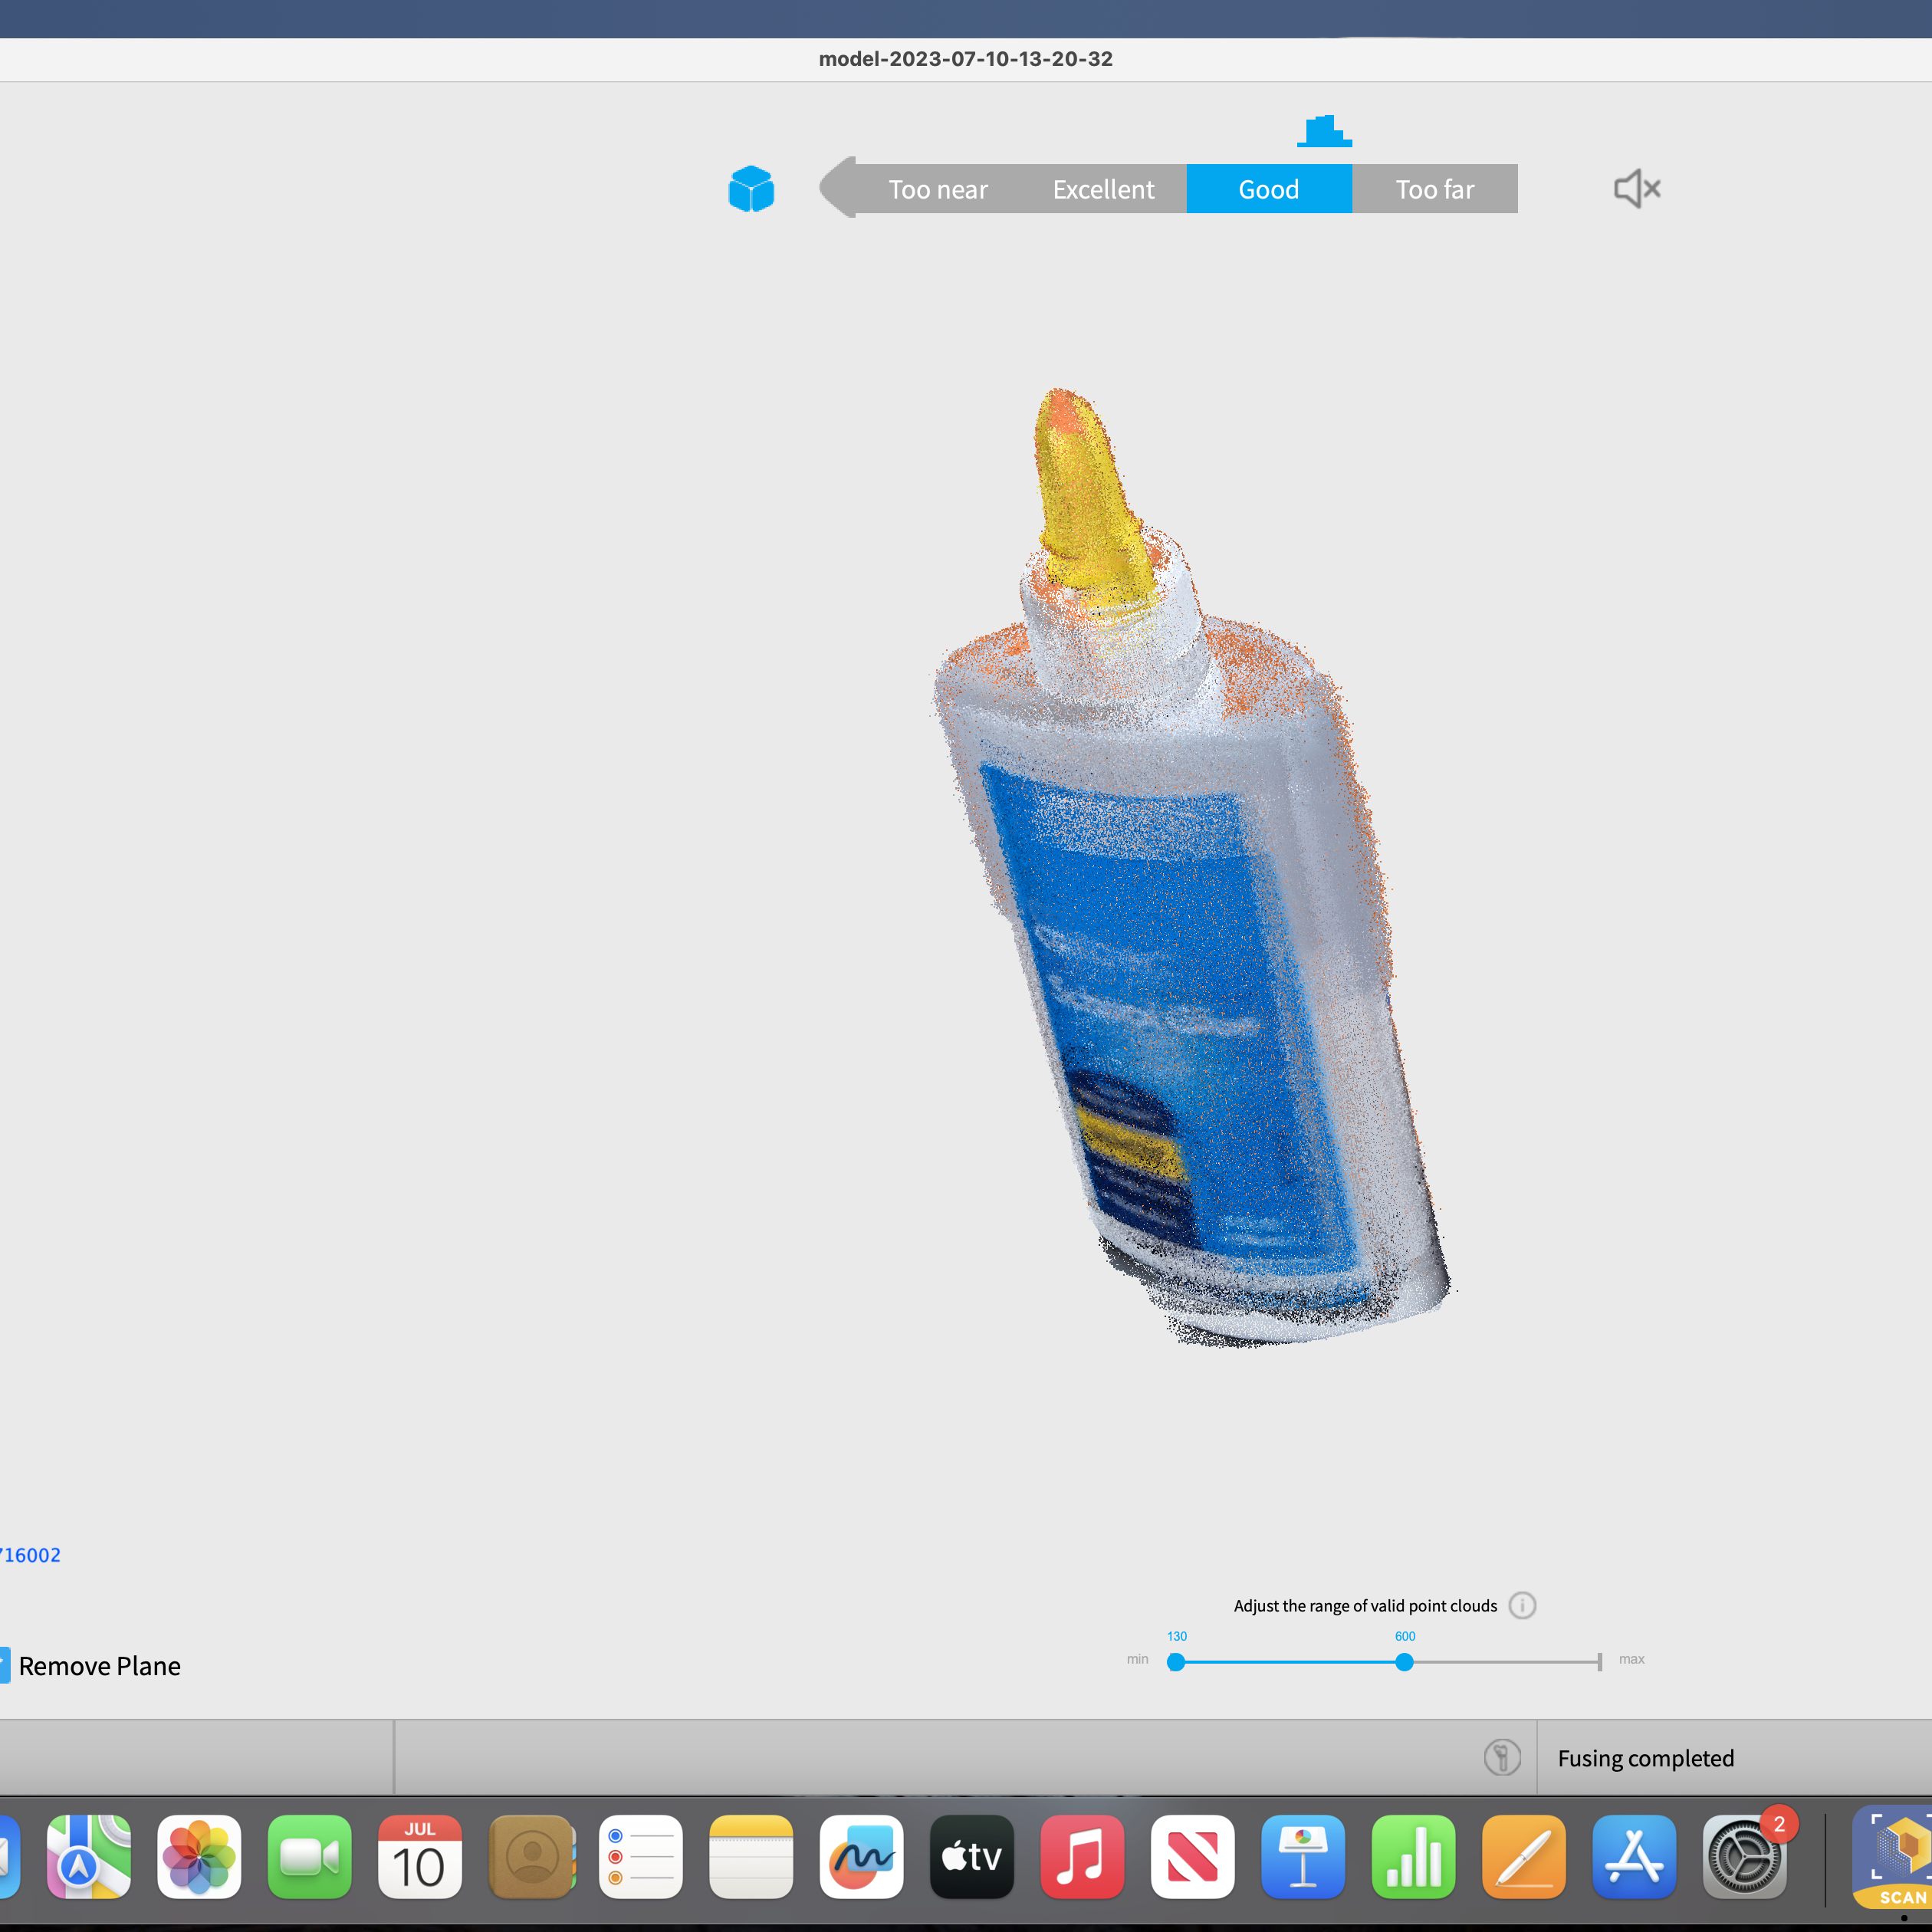 model-2023-07-10-13-20-32
Too near Excellent Good Too far
716002
Adjust the range of valid point clouds
130 600
min max
Remove Plane
Fusing completed
JUL
10
tv
2
SCAN